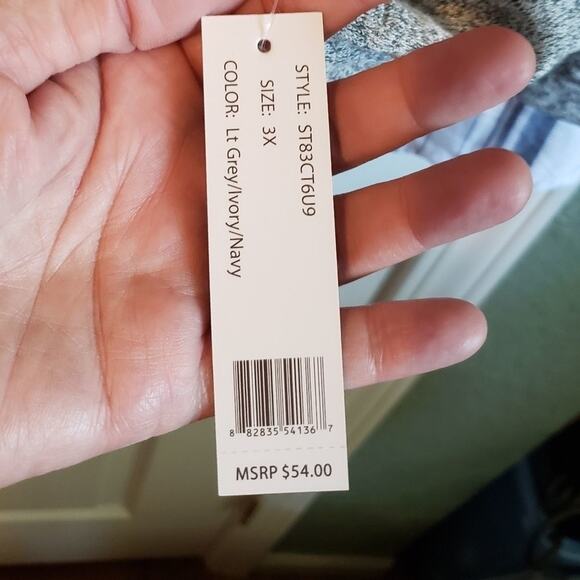 STYLE: ST83CT6U9
SIZE: 3X
COLOR: Lt Grey/Ivory/Navy
8 82835 54136 7
MSRP $54.00